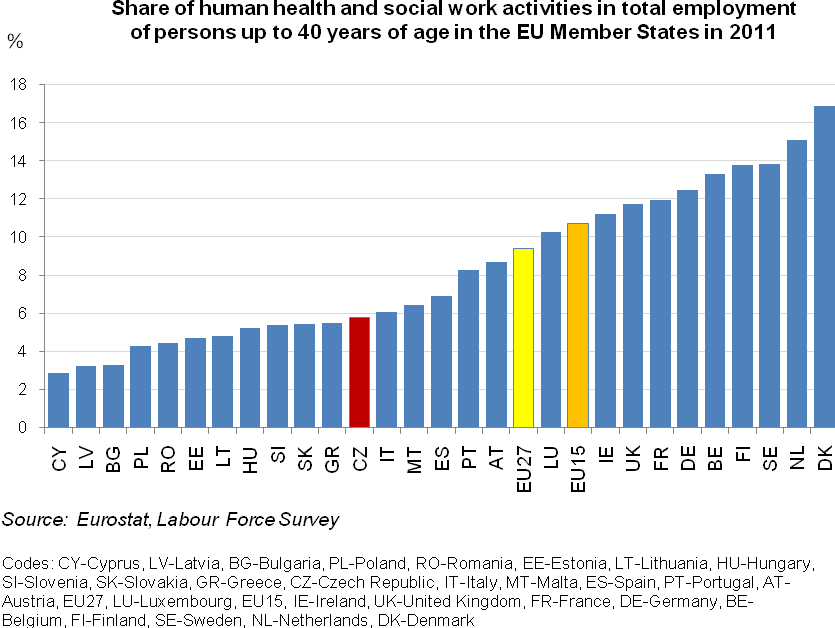 Share of human health and social work activities in total employment
of persons up to 40 years of age in the EU Member States in 2011
%
18
16
14
12
10
8
6
4
2
0
CY LV BG PL RO EE LT HU SI SK GR CZ IT MT ES PT AT EU27 LU EU15 IE UK FR DE BE FI SE NL DK
Source: Eurostat, Labour Force Survey
Codes: CY-Cyprus, LV-Latvia, BG-Bulgaria, PL-Poland, RO-Romania, EE-Estonia, LT-Lithuania, HU-Hungary,
SI-Slovenia, SK-Slovakia, GR-Greece, CZ-Czech Republic, IT-Italy, MT-Malta, ES-Spain, PT-Portugal, AT-
Austria, EU27, LU-Luxembourg, EU15, IE-Ireland, UK-United Kingdom, FR-France, DE-Germany, BE-
Belgium, FI-Finland, SE-Sweden, NL-Netherlands, DK-Denmark